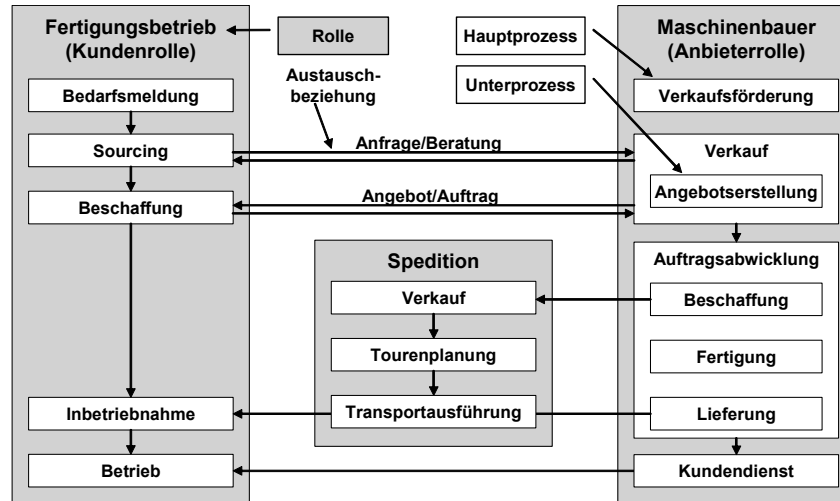 Fertigungsbetrieb
(Kundenrolle)
Rolle
Hauptprozess
Maschinenbauer
(Anbieterrolle)
Austausch-
beziehung
Unterprozess
Bedarfsmeldung
Verkaufsförderung
Sourcing
Anfrage/Beratung
Verkauf
Beschaffung
Angebot/Auftrag
Angebotserstellung
Spedition
Auftragsabwicklung
Verkauf
Beschaffung
Tourenplanung
Fertigung
Inbetriebnahme
Transportausführung
Lieferung
Betrieb
Kundendienst